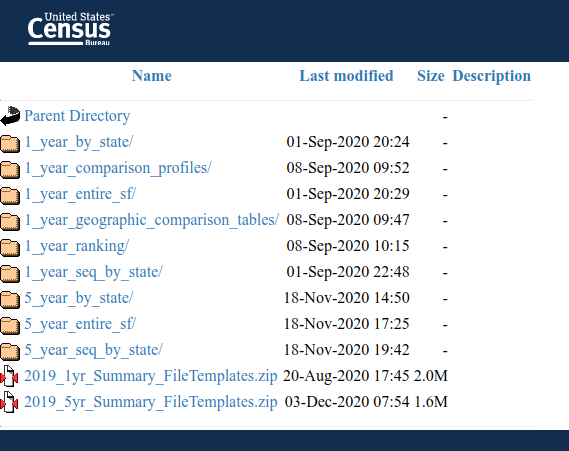 United States™
Census
Bureau
Name Last modified Size Description
Parent Directory -
1_year_by_state/ 01-Sep-2020 20:24 -
1_year_comparison_profiles/ 08-Sep-2020 09:52 -
1_year_entire_sf/ 01-Sep-2020 20:29 -
1_year_geographic_comparison_tables/ 08-Sep-2020 09:47 -
1_year_ranking/ 08-Sep-2020 10:15 -
1_year_seq_by_state/ 01-Sep-2020 22:48 -
5_year_by_state/ 18-Nov-2020 14:50 -
5_year_entire_sf/ 18-Nov-2020 17:25 -
5_year_seq_by_state/ 18-Nov-2020 19:42 -
2019_1yr_Summary_FileTemplates.zip 20-Aug-2020 17:45 2.0M
2019_5yr_Summary_FileTemplates.zip 03-Dec-2020 07:54 1.6M